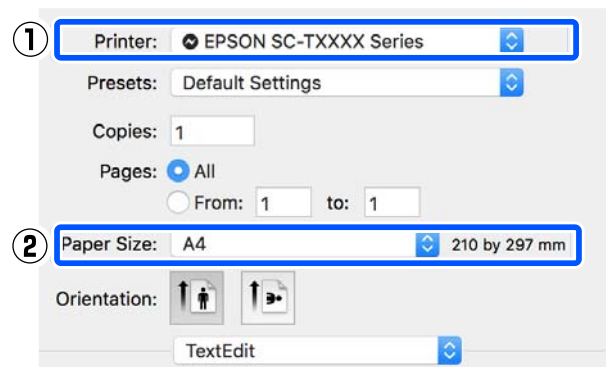 ① Printer: EPSON SC-TXXXX Series
Presets: Default Settings
Copies: 1
Pages: All
From: 1 to: 1
② Paper Size: A4 210 by 297 mm
Orientation:
TextEdit